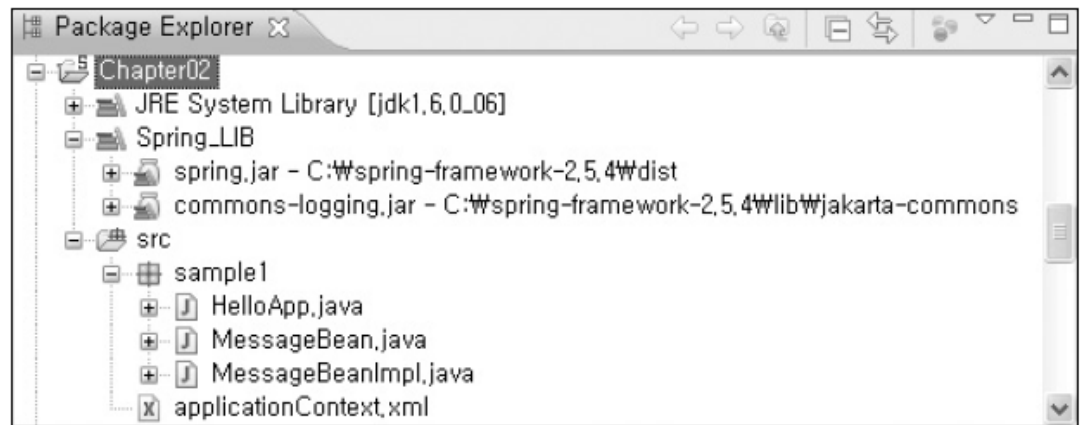 Package Explorer
Chapter02
JRE System Library [jdk1,6,0_06]
Spring_LIB
spring,jar - C:₩spring-framework-2,5,4₩dist
commons-logging,jar - C:₩spring-framework-2,5,4₩lib₩jakarta-commons
src
sample1
HelloApp,java
MessageBean,java
MessageBeanImpl,java
applicationContext,xml